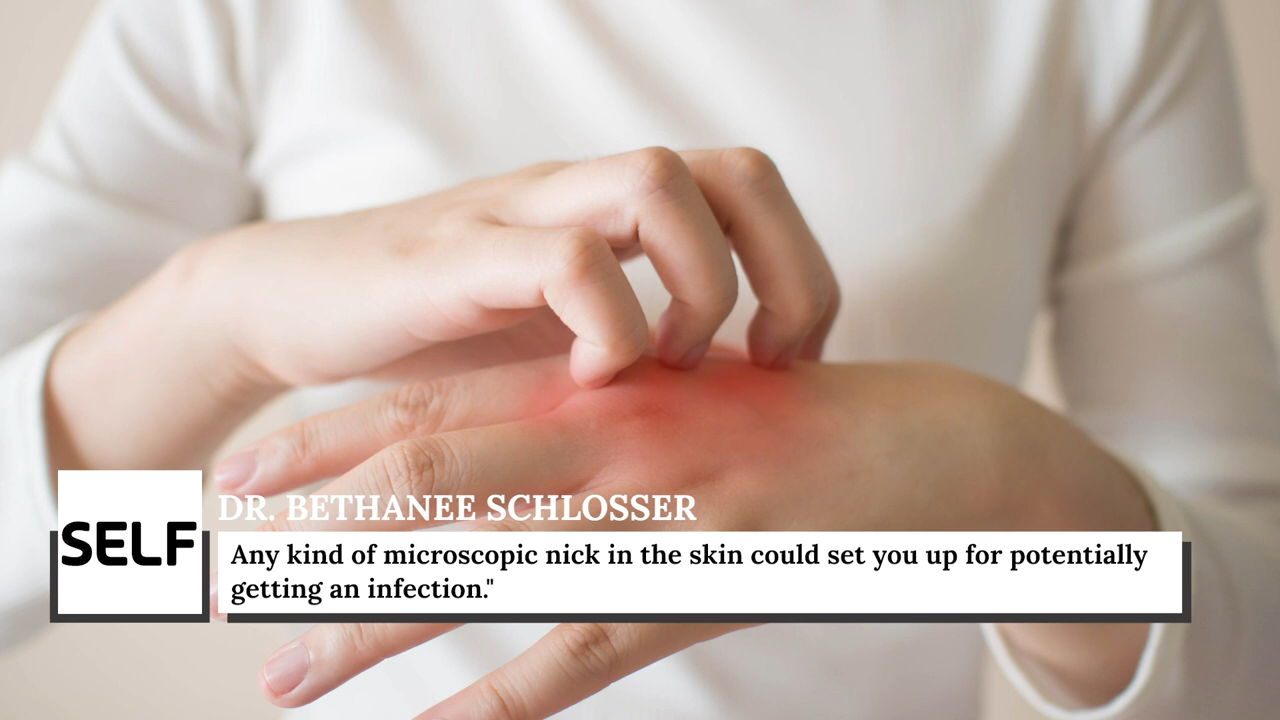 DR. BETHANEE SCHLOSSER
SELF
Any kind of microscopic nick in the skin could set you up for potentially
getting an infection."